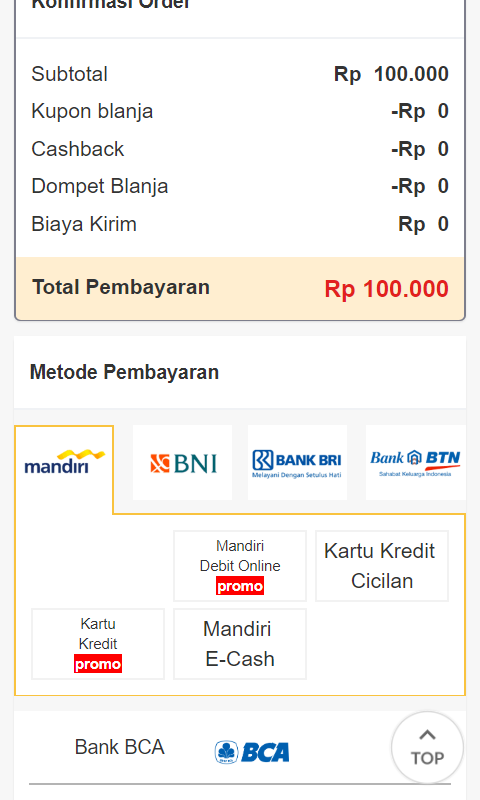 Konfirmasi Order
Subtotal Rp 100.000
Kupon blanja -Rp 0
Cashback -Rp 0
Dompet Blanja -Rp 0
Biaya Kirim Rp 0
Total Pembayaran Rp 100.000
Metode Pembayaran
mandırı
BNI
BANK BRI
Melayani Dengan Setulus Hati
Bank BTN
Sahabat Keluarga Indonesia
Mandiri
Debit Online
promo
Kartu Kredit
Cicilan
Kartu
Kredit
promo
Mandiri
E-Cash
Bank BCA
BCA
TOP